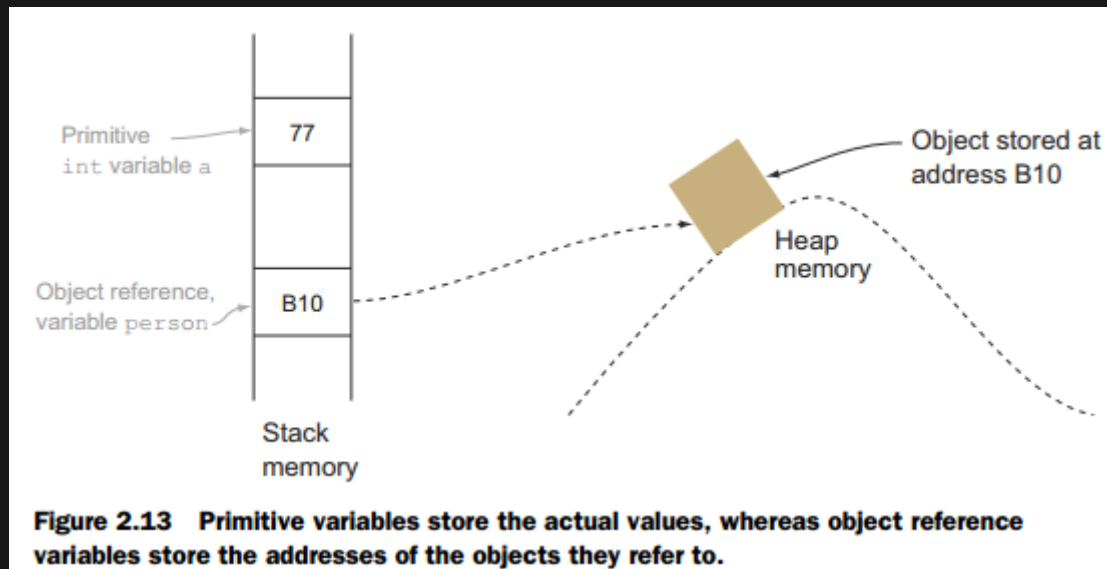 Primitive
int variable a
77
Object stored at
address B10
Heap
memory
Object reference,
variable person
B10
Stack
memory
Figure 2.13 Primitive variables store the actual values, whereas object reference
variables store the addresses of the objects they refer to.